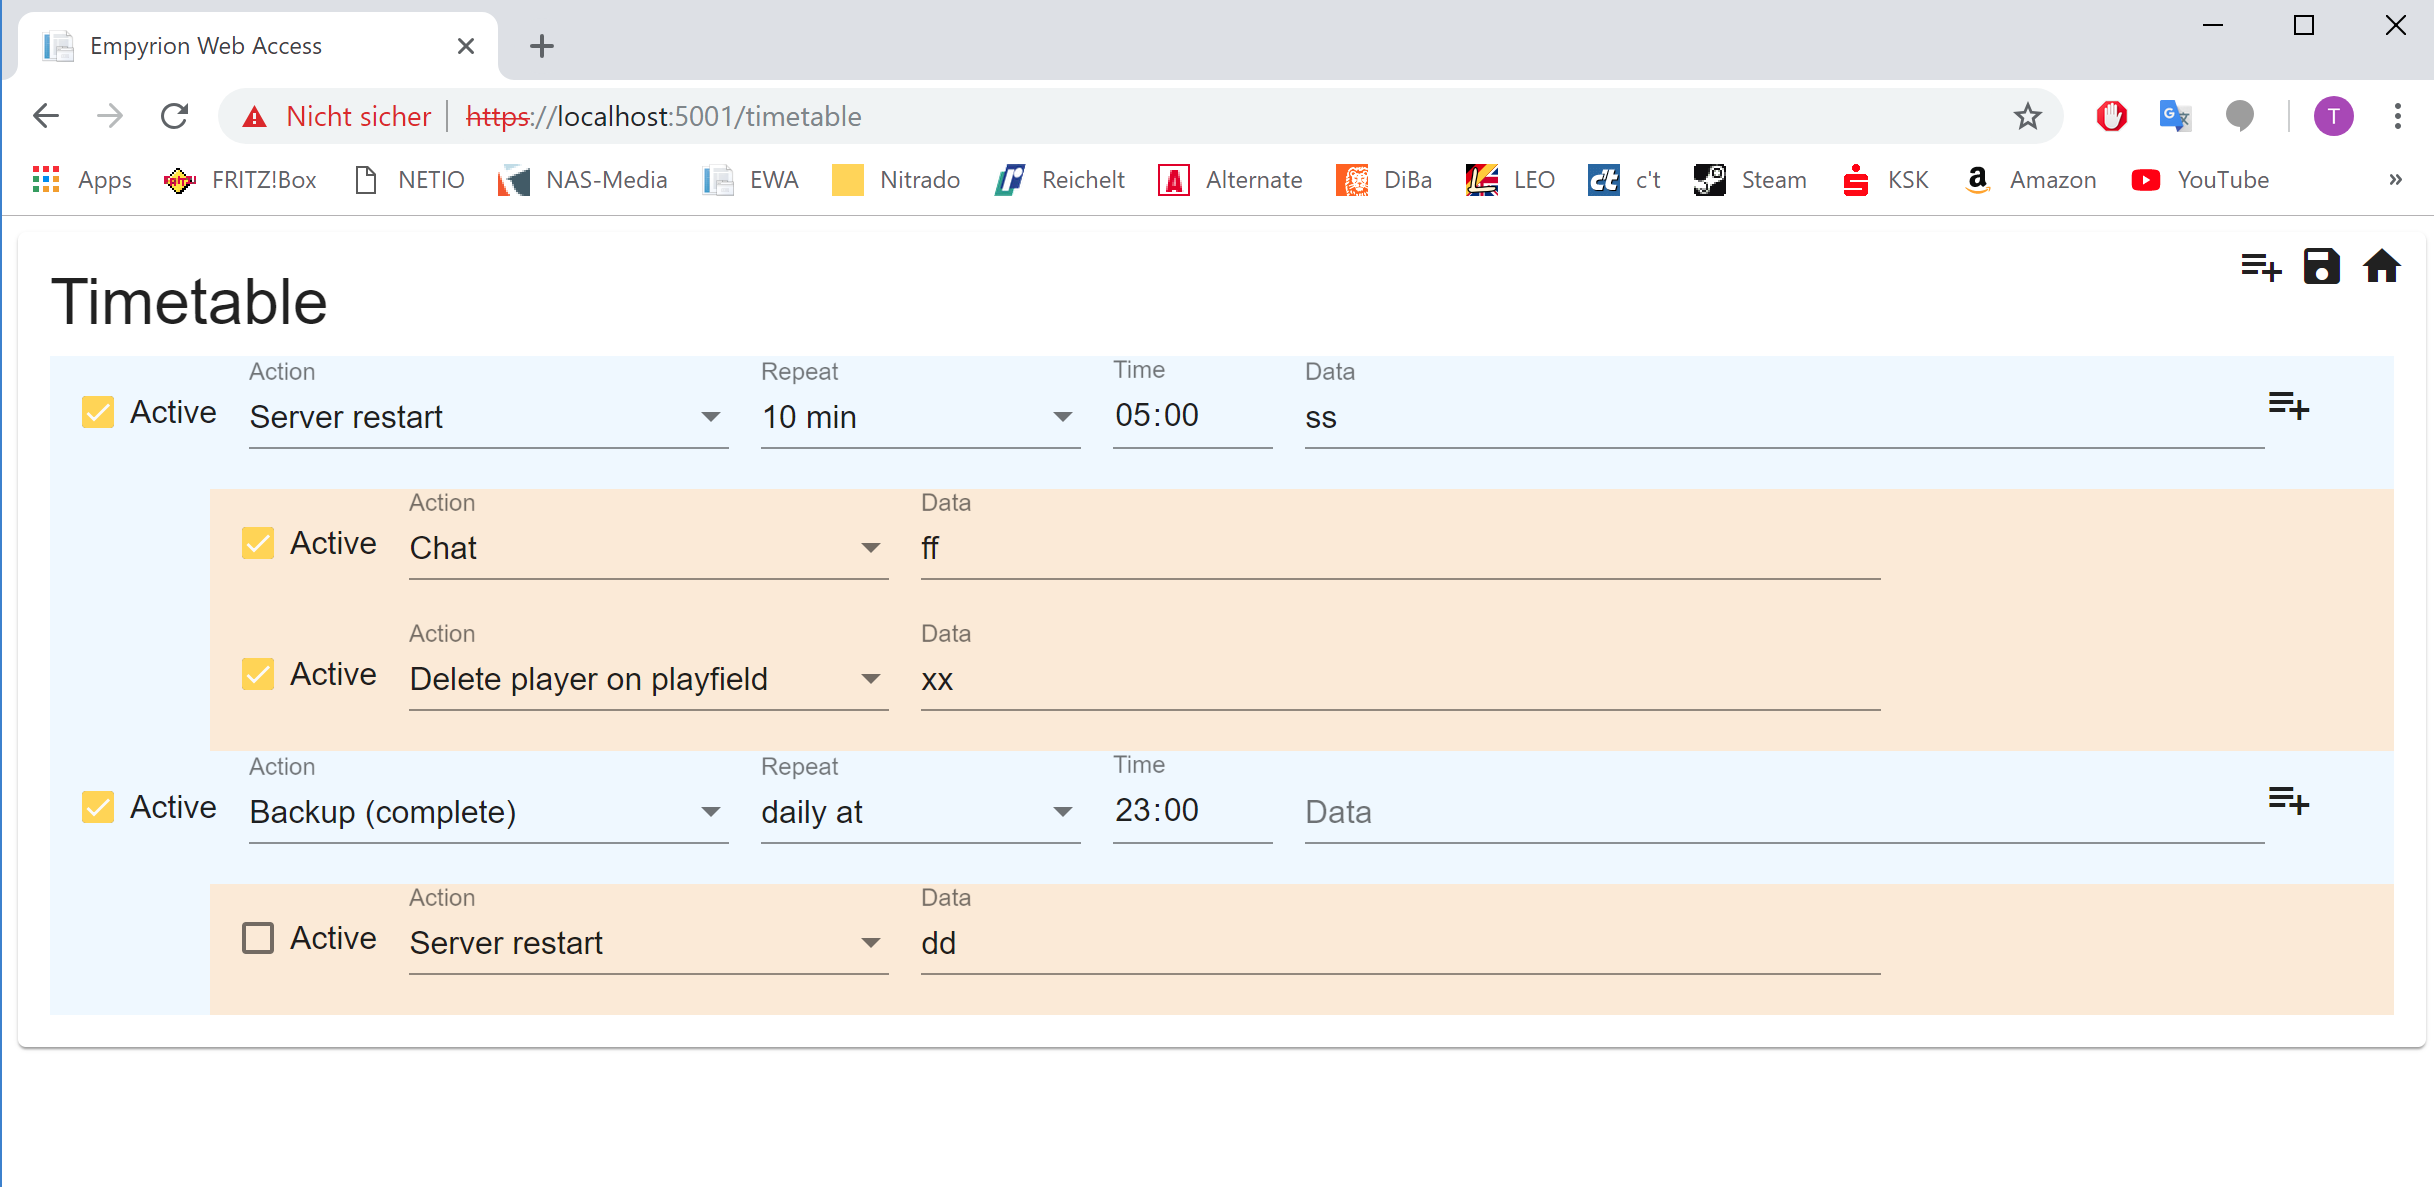 Empyrion Web Access
Nicht sicher https://localhost:5001/timetable T
Apps FRITZ!Box NETIO NAS-Media EWA Nitrado Reichelt A Alternate DiBa LEO c't c't Steam KSK a Amazon YouTube »
Timetable
Action Repeat Time Data
Active Server restart 10 min 05:00 ss
Action Data
Active Chat ff
Action Data
Active Delete player on playfield xx
Action Repeat Time
Active Backup (complete) daily at 23:00 Data
Action Data
Active Server restart dd